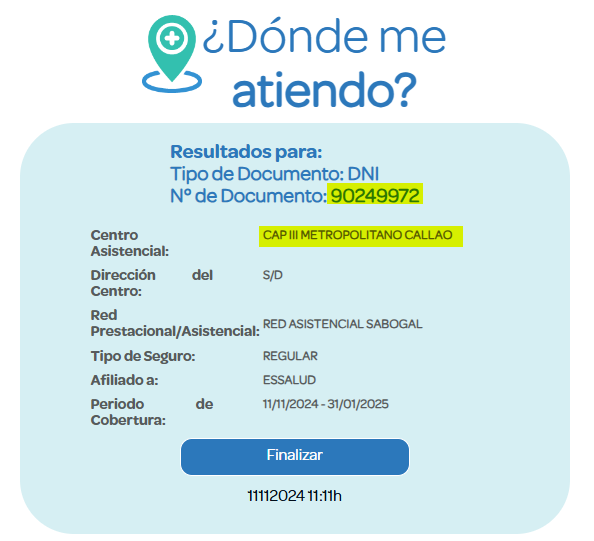 ¿Dónde me
atiendo?
Resultados para:
Tipo de Documento: DNI
N° de Documento: 90249972
Centro Asistencial: CAP III METROPOLITANO CALLAO
Dirección del Centro: S/D
Red Prestacional/Asistencial: RED ASISTENCIAL SABOGAL
Tipo de Seguro: REGULAR
Afiliado a: ESSALUD
Periodo de Cobertura: 11/11/2024 - 31/01/2025
Finalizar
11112024 11:11h